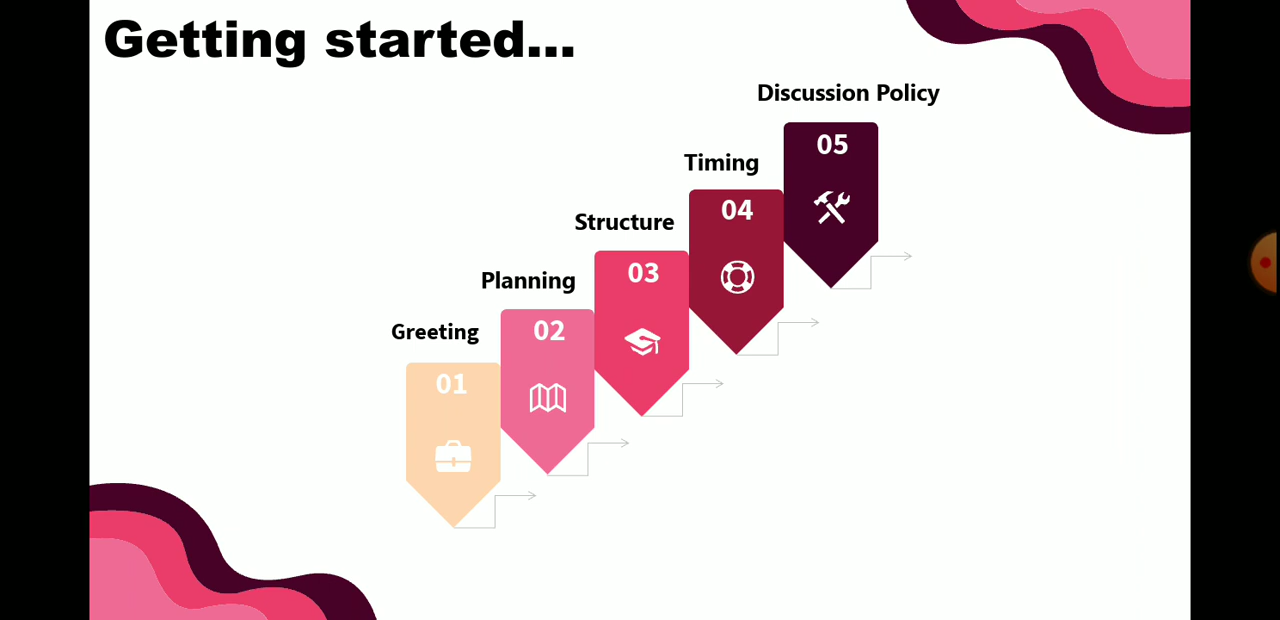 Getting started...
Discussion Policy
05
Timing
04
Structure
03
Planning
02
Greeting
01